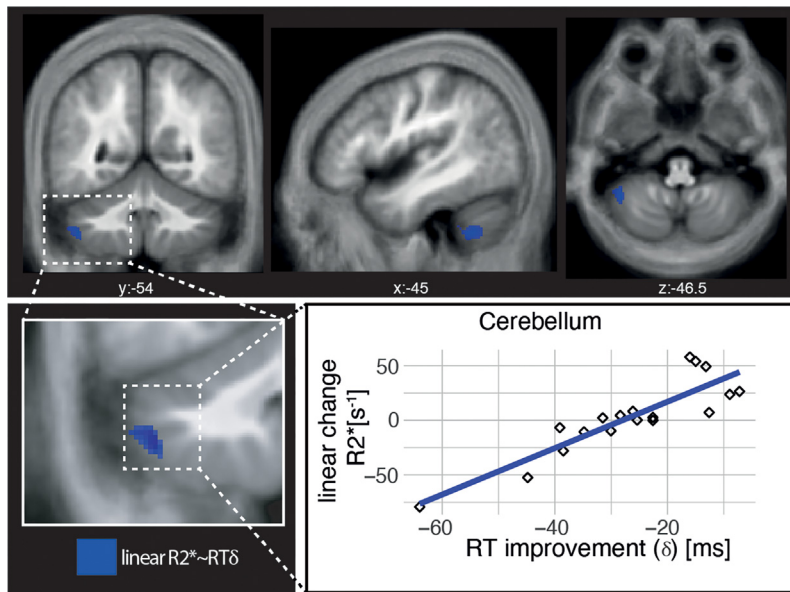 y:-54
x:-45
z:-46.5
linear R2*~RTδ
Cerebellum
linear change
R2*[s⁻¹]
50
0
−50
−60
−40
−20
RT improvement (δ) [ms]